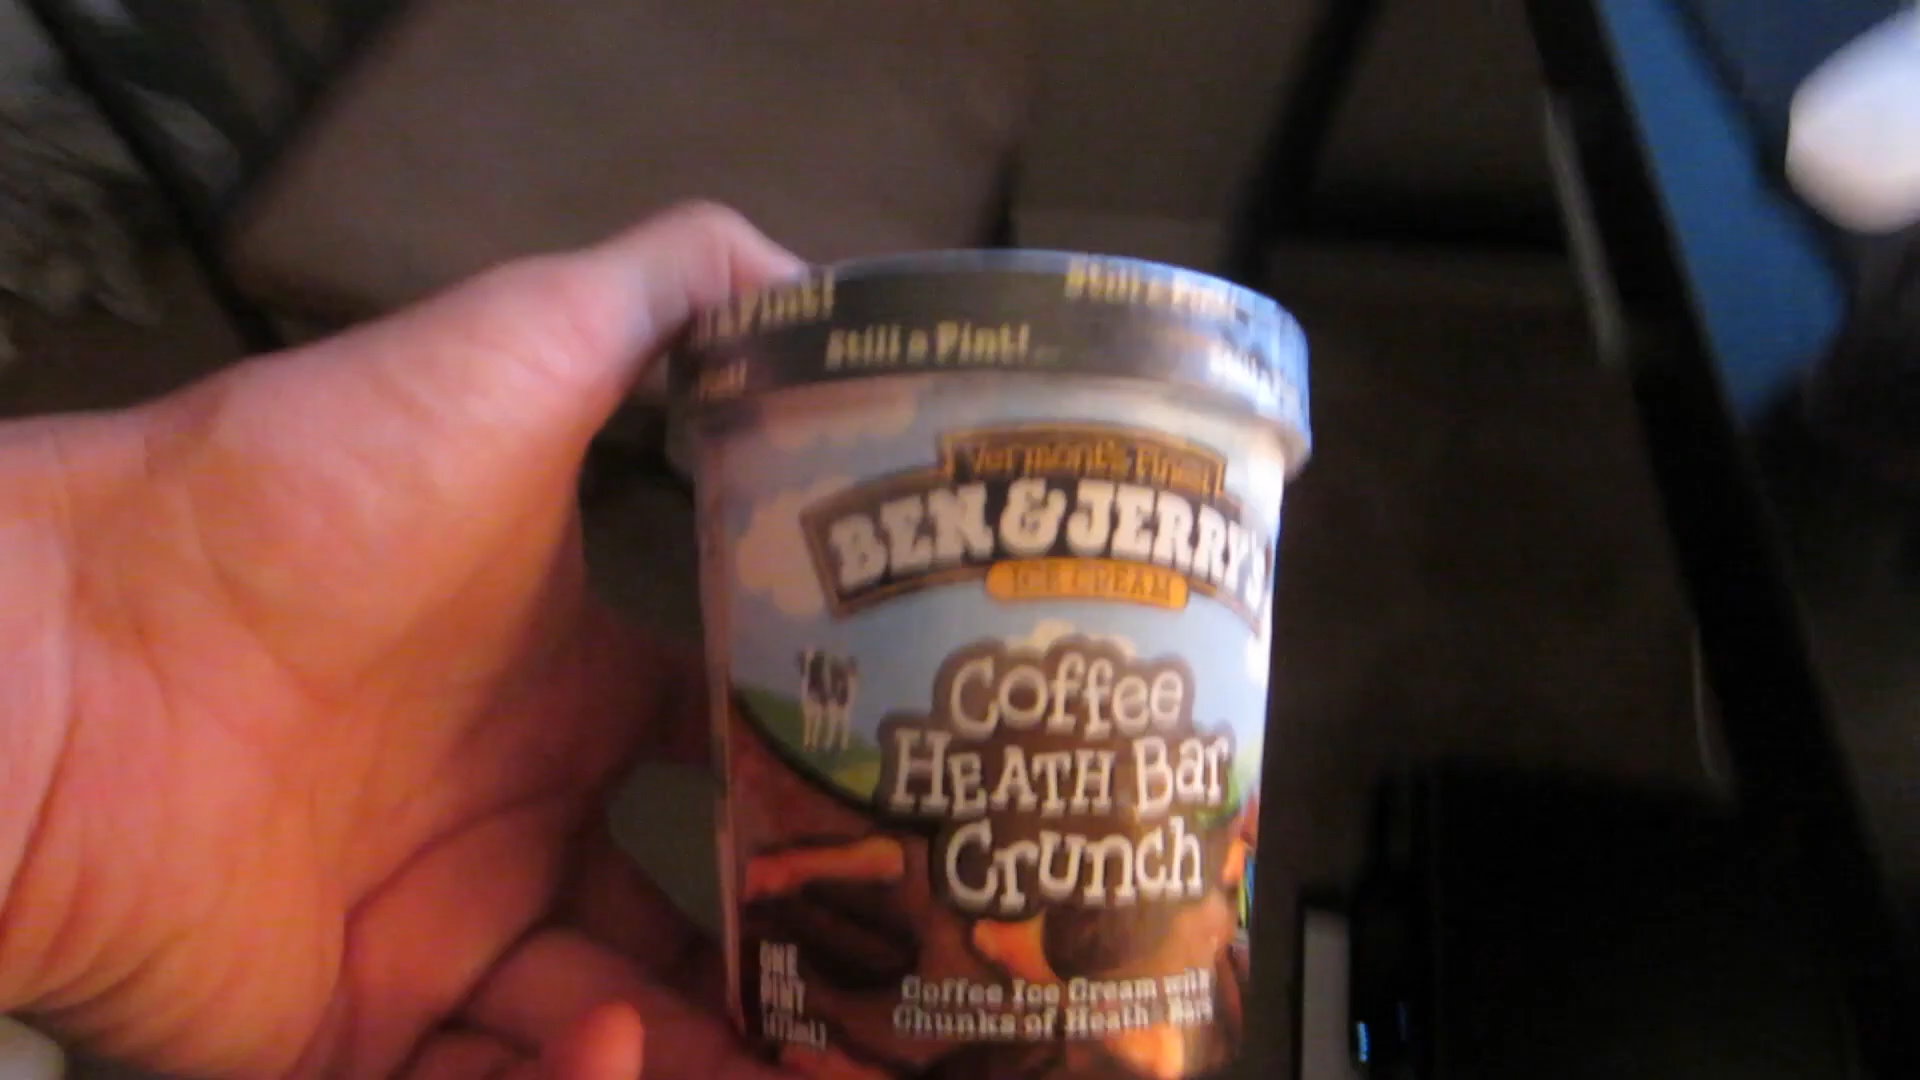 Pint!
Still a Pint!
Still a Pint!
Vermont's Finest
BEN & JERRY'S
ICE CREAM
Coffee
HEATH Bar
Crunch
ONE
PINT
(473mL)
Coffee Ice Cream with
Chunks of Heath Bars